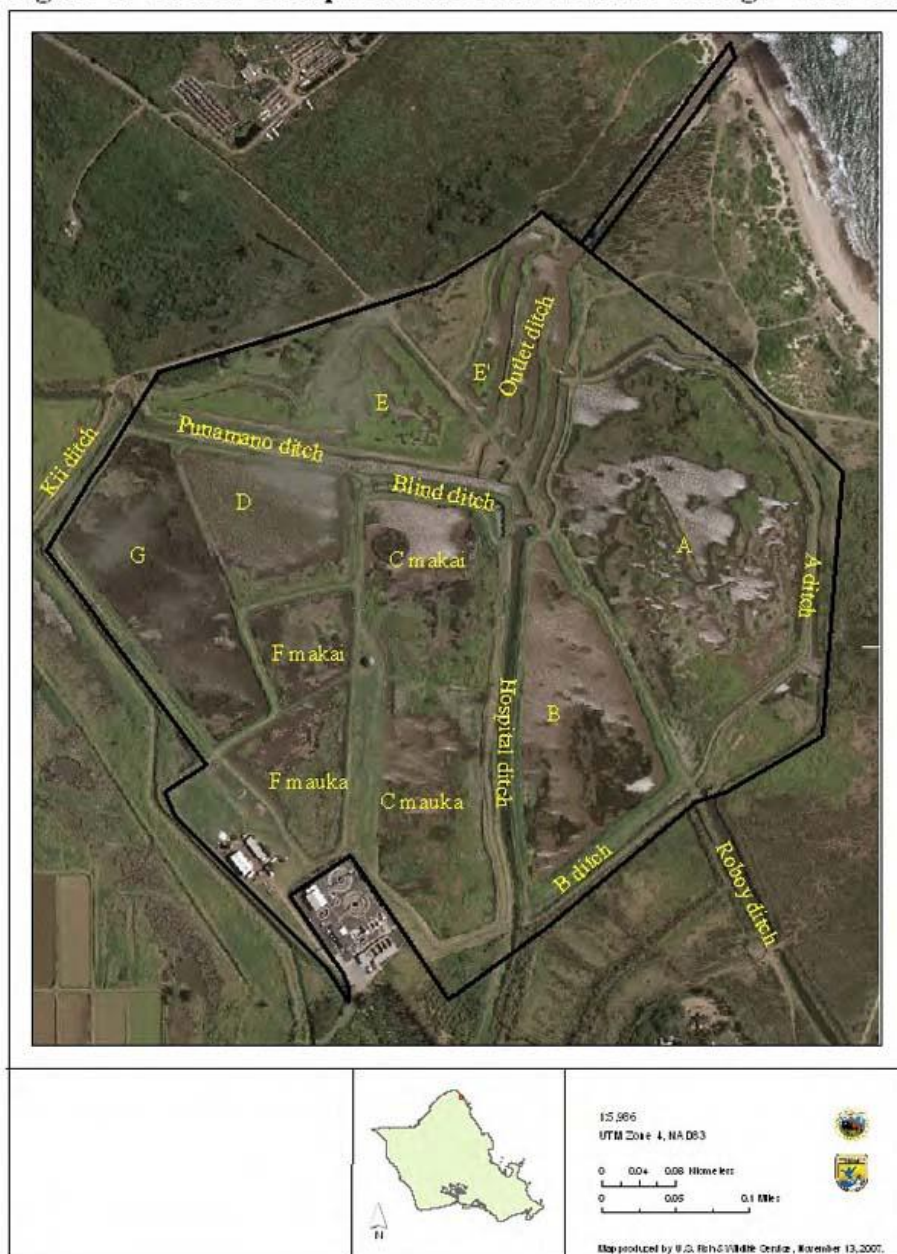 Outlet ditch
E'
E
Kii ditch
Punamano ditch
Blind ditch
D
G
C makai
A
A ditch
F makai
Hospital ditch
B
F mauka
C mauka
B ditch
Roboy ditch
1:5,986
UTM Zone 4, NAD83
0 0.04 0.08 Kilometers
0 0.05 0.1 Miles
N
Map produced by U.S. Fish & Wildlife Service, November 13, 2007.